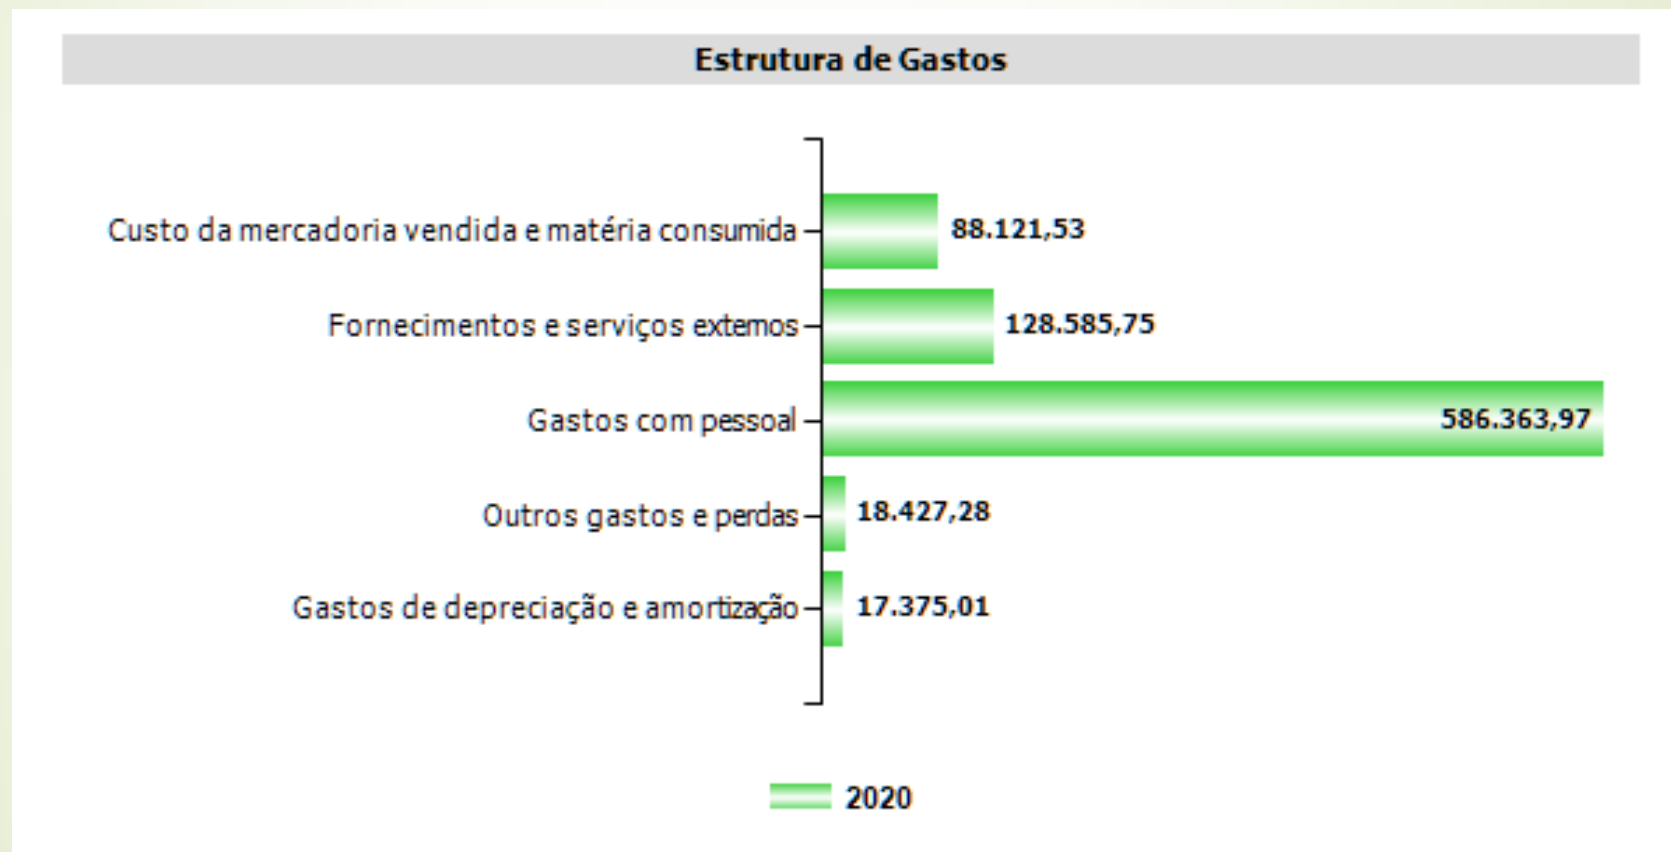 Estrutura de Gastos
Custo da mercadoria vendida e matéria consumida
88.121,53
Fornecimentos e serviços externos
128.585,75
Gastos com pessoal
586.363,97
Outros gastos e perdas
18.427,28
Gastos de depreciação e amortização
17.375,01
2020